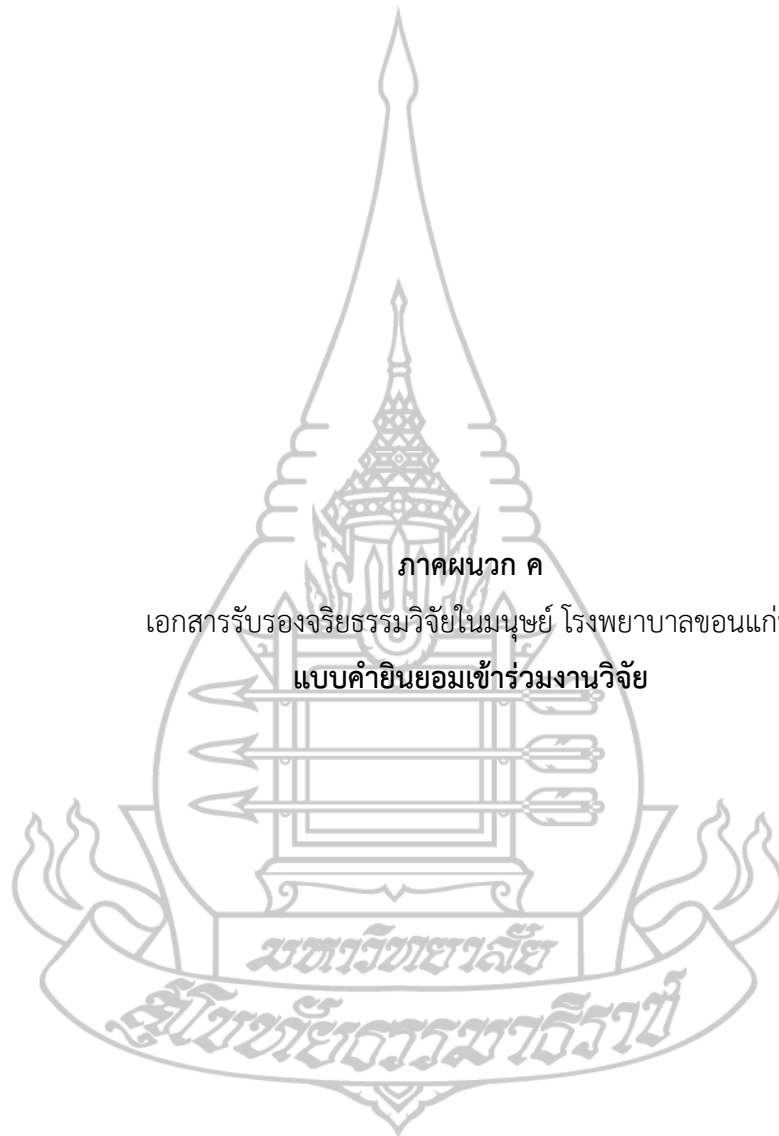 ภาคผนวก ค
เอกสารรับรองจริยธรรมวิจัยในมนุษย์ โรงพยาบาลขอนแก่น
แบบคำยินยอมเข้าร่วมงานวิจัย
มหาวิทยาลัย
สุโขทัยธรรมาธิราช